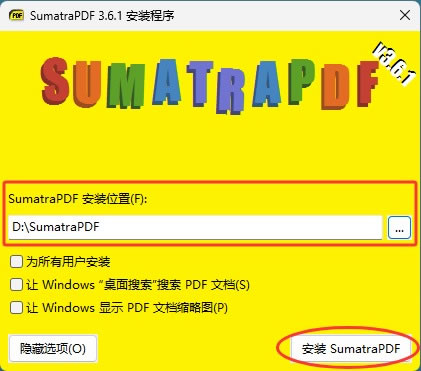 SumatraPDF 3.6.1 安装程序
SUMATRAPDF
v3.6.1
SumatraPDF 安装位置(F):
D:\SumatraPDF
...
为所有用户安装
让 Windows “桌面搜索”搜索 PDF 文档(S)
让 Windows 显示 PDF 文档缩略图(P)
隐藏选项(O)
安装 SumatraPDF